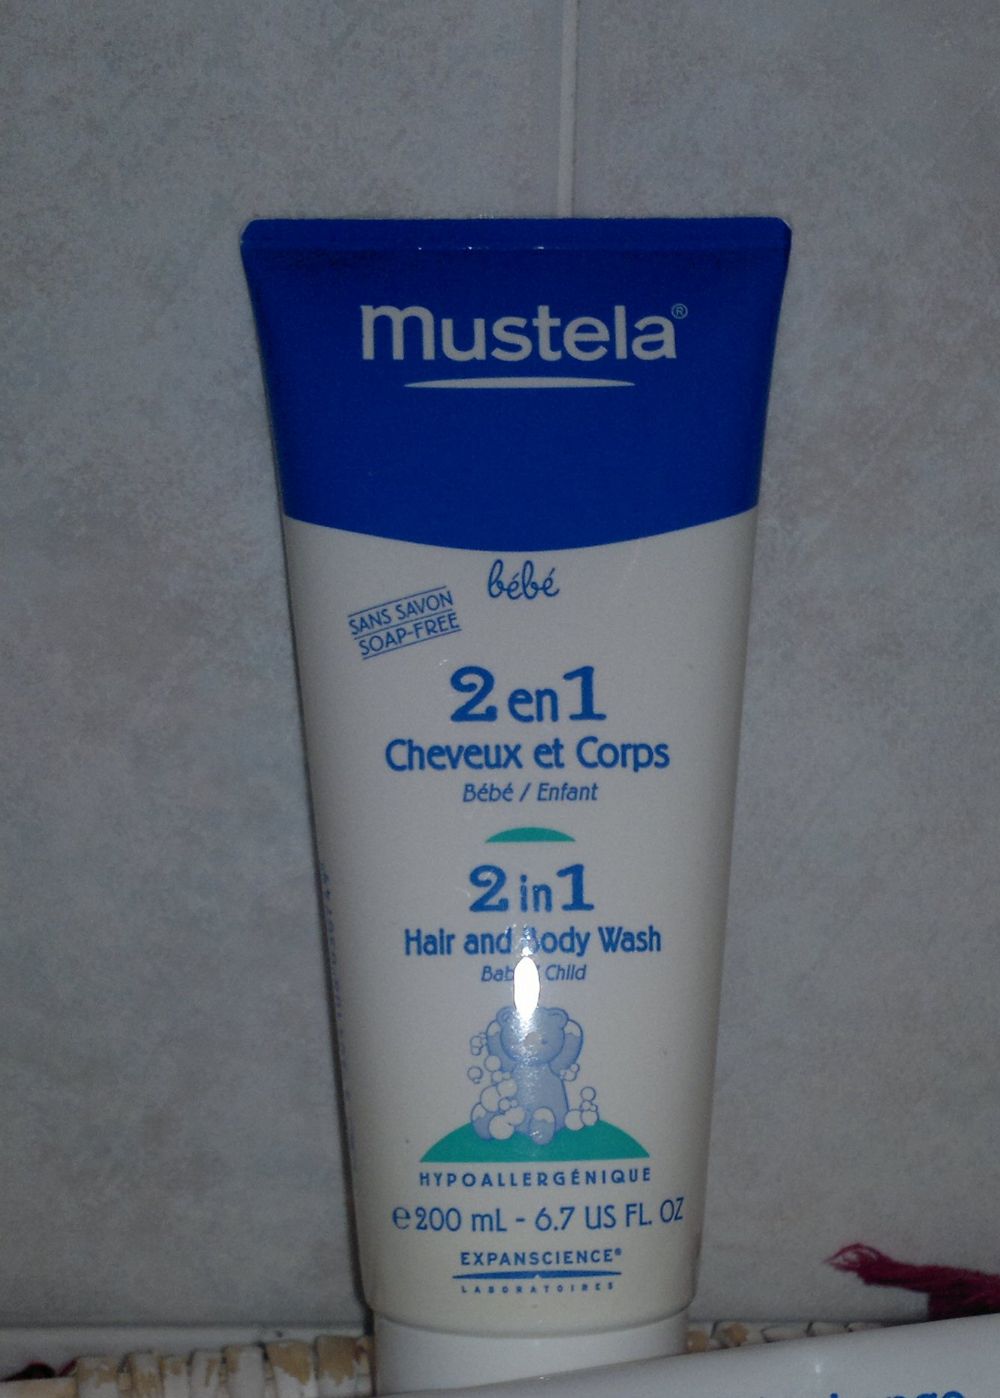 mustela®
bébé
SANS SAVON
SOAP-FREE
2 en 1
Cheveux et Corps
Bébé / Enfant
2 in 1
Hair and Body Wash
Baby / Child
HYPOALLERGÉNIQUE
e 200 mL - 6.7 US FL. OZ
EXPANSCIENCE®
LABORATOIRES